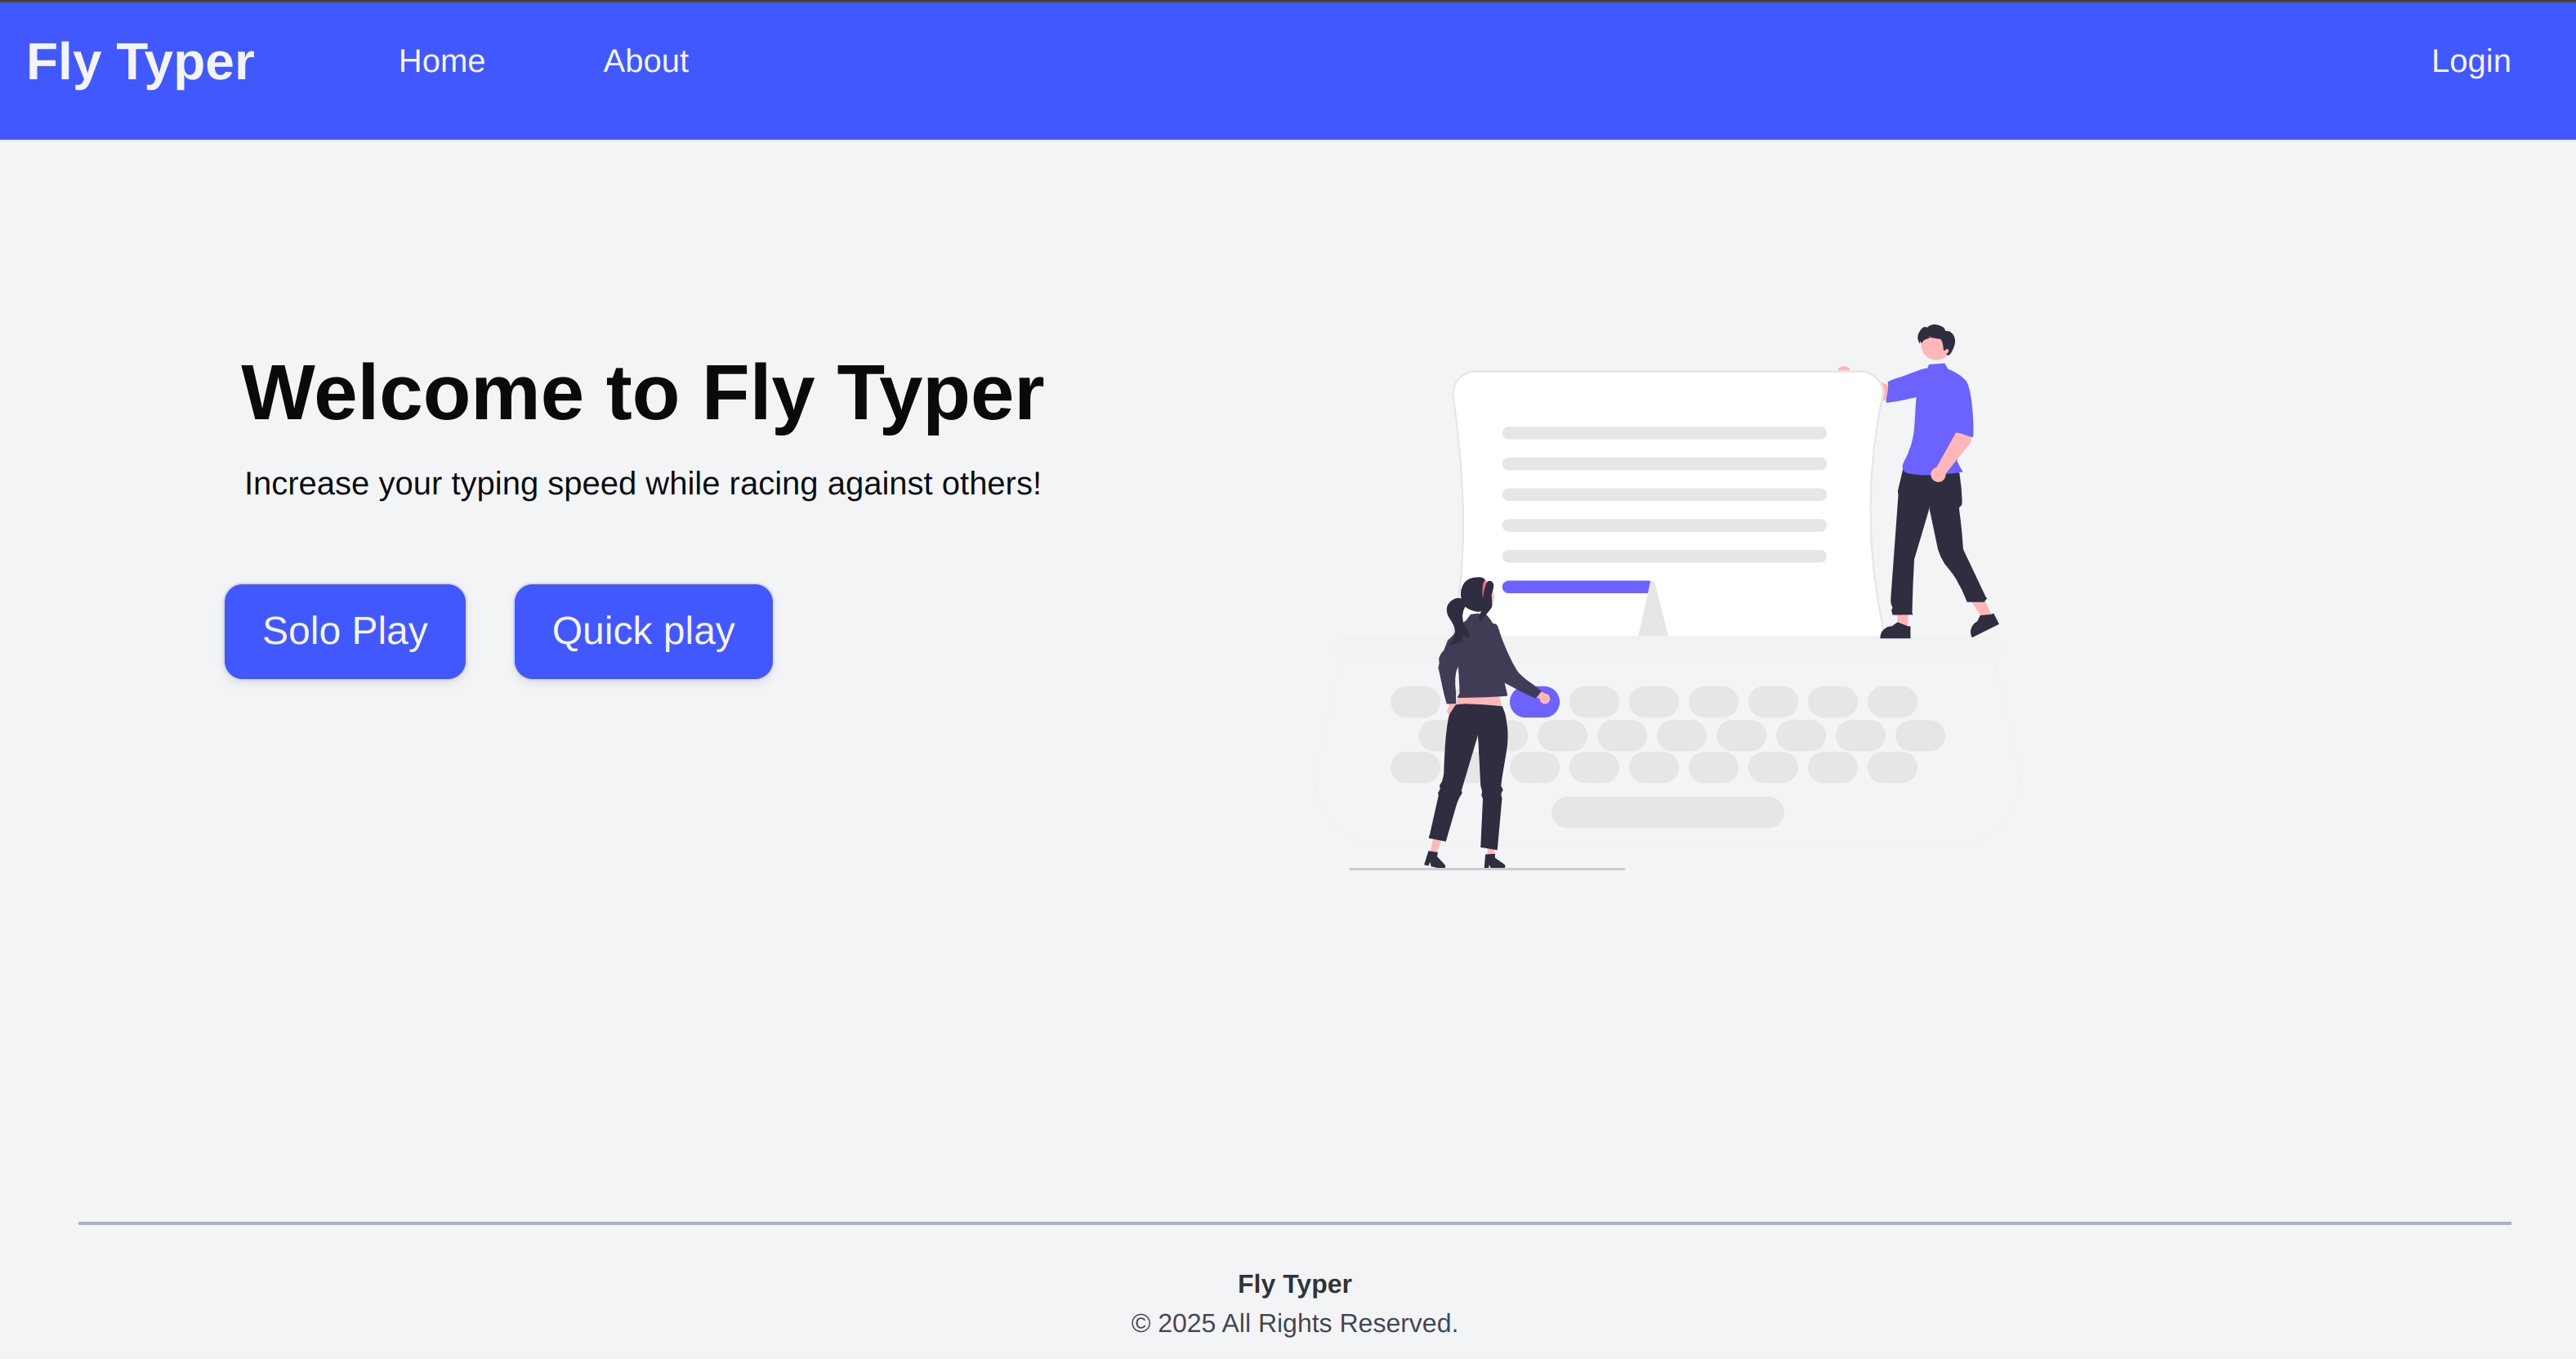 Fly Typer
Home
About
Login
Welcome to Fly Typer
Increase your typing speed while racing against others!
Solo Play
Quick play
Fly Typer
© 2025 All Rights Reserved.